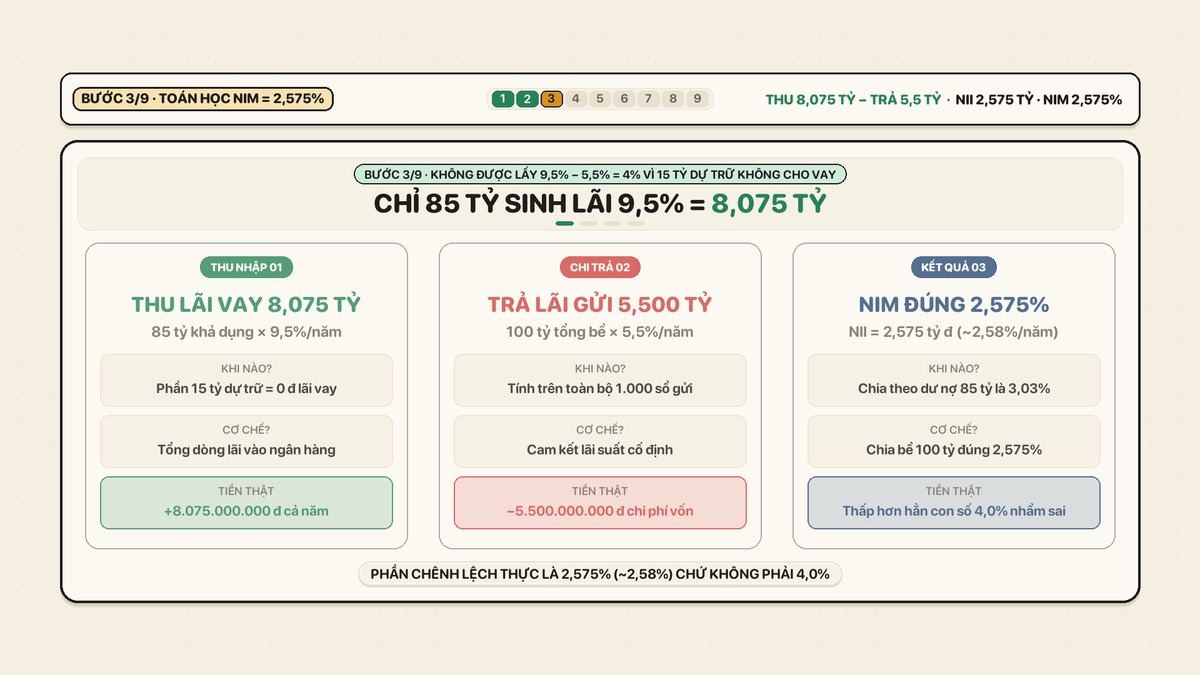 BƯỚC 3/9 · TOÁN HỌC NIM = 2,575%
1 2 3 4 5 6 7 8 9
THU 8,075 TỶ – TRẢ 5,5 TỶ · NII 2,575 TỶ · NIM 2,575%
BƯỚC 3/9 · KHÔNG ĐƯỢC LẤY 9,5% – 5,5% = 4% VÌ 15 TỶ DỰ TRỮ KHÔNG CHO VAY
CHỈ 85 TỶ SINH LÃI 9,5% = 8,075 TỶ
THU NHẬP 01
THU LÃI VAY 8,075 TỶ
85 tỷ khả dụng × 9,5%/năm
KHI NÀO?
Phần 15 tỷ dự trữ = 0 đ lãi vay
CƠ CHẾ?
Tổng dòng lãi vào ngân hàng
TIỀN THẬT
+8.075.000.000 đ cả năm
CHI TRẢ 02
TRẢ LÃI GỬI 5,500 TỶ
100 tỷ tổng bể × 5,5%/năm
KHI NÀO?
Tính trên toàn bộ 1.000 sổ gửi
CƠ CHẾ?
Cam kết lãi suất cố định
TIỀN THẬT
–5.500.000.000 đ chi phí vốn
KẾT QUẢ 03
NIM ĐÚNG 2,575%
NII = 2,575 tỷ đ (~2,58%/năm)
KHI NÀO?
Chia theo dư nợ 85 tỷ là 3,03%
CƠ CHẾ?
Chia bể 100 tỷ đúng 2,575%
TIỀN THẬT
Thấp hơn hẳn con số 4,0% nhầm sai
PHẦN CHÊNH LỆCH THỰC LÀ 2,575% (~2,58%) CHỨ KHÔNG PHẢI 4,0%